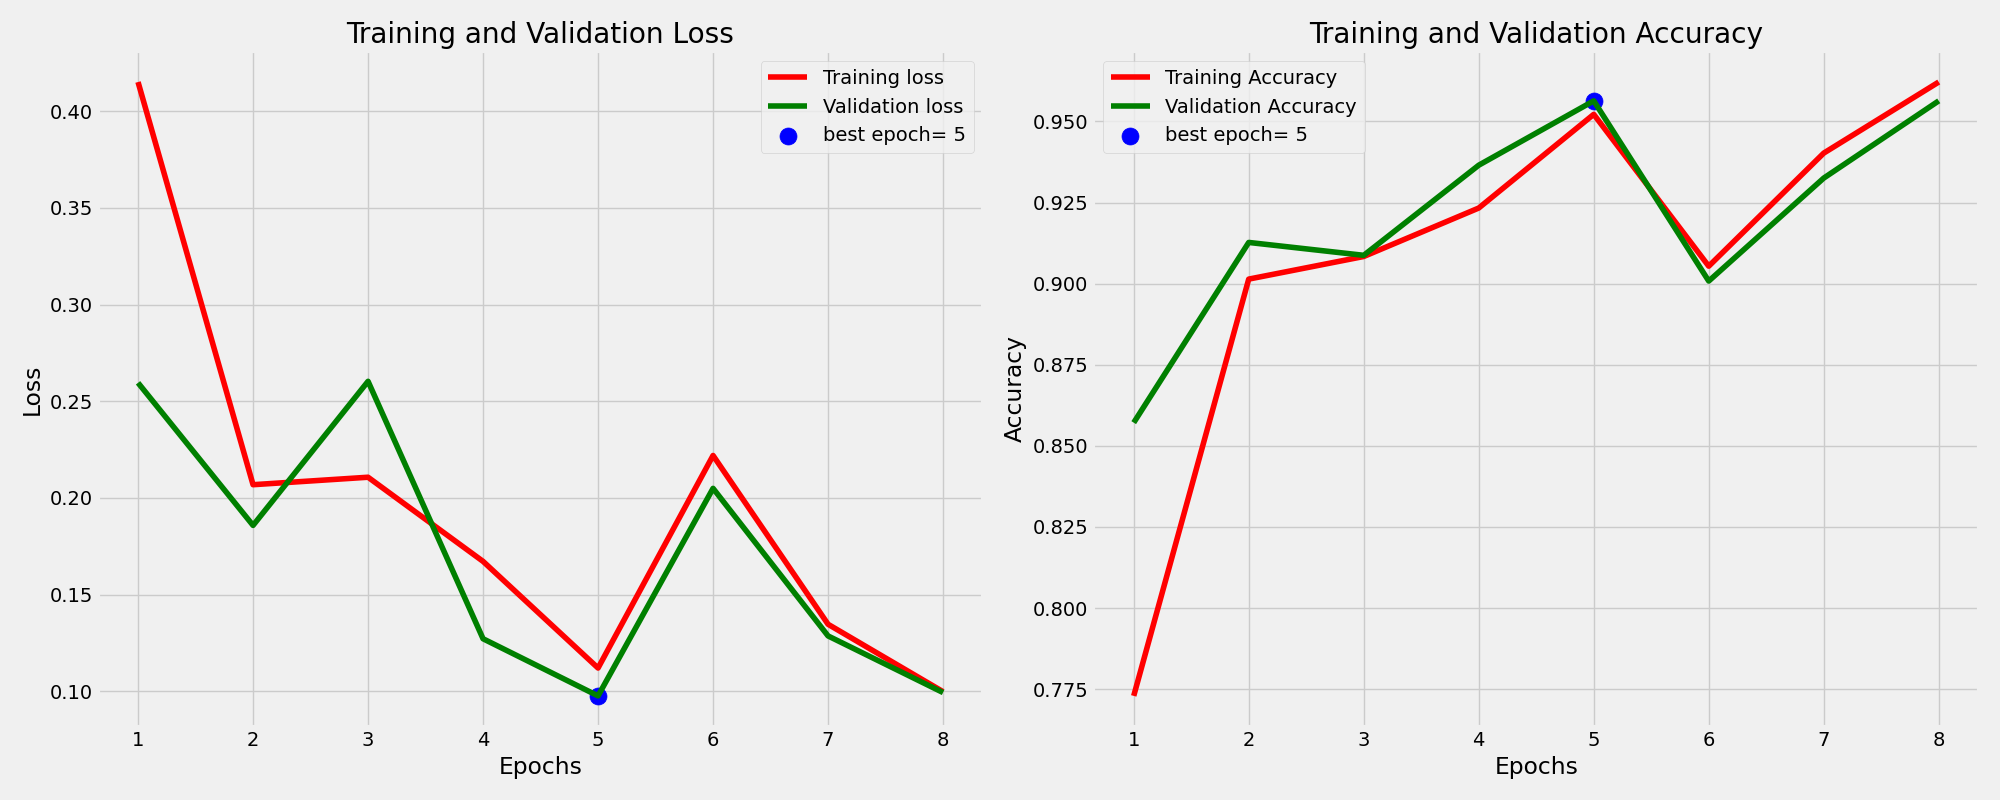 Training and Validation Loss
Training loss
Validation loss
best epoch= 5
0.40
0.35
0.30
0.25
0.20
0.15
0.10
Loss
1 2 3 4 5 6 7 8
Epochs
Training and Validation Accuracy
Training Accuracy
Validation Accuracy
best epoch= 5
0.950
0.925
0.900
0.875
0.850
0.825
0.800
0.775
Accuracy
1 2 3 4 5 6 7 8
Epochs